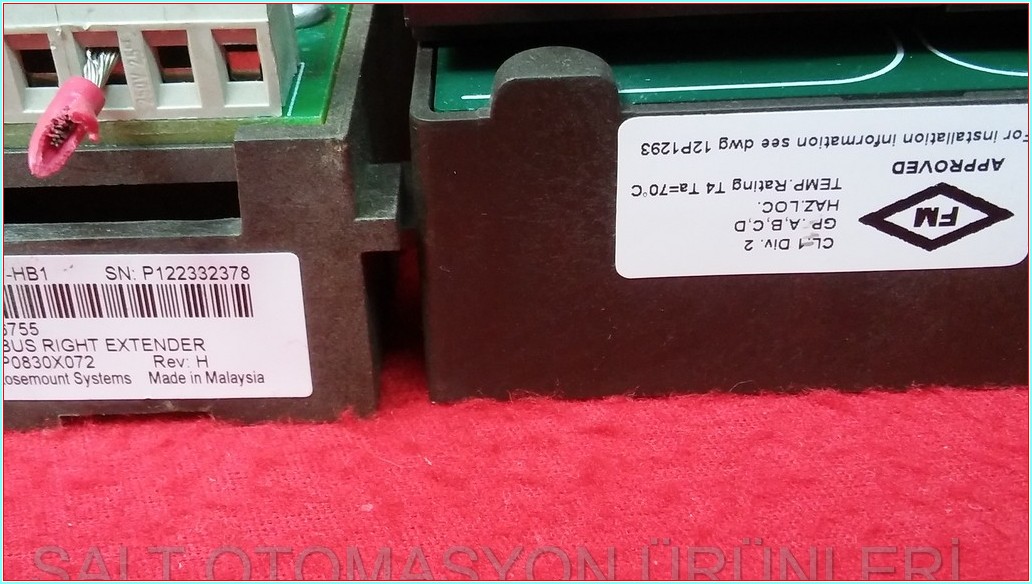 250V 25A
-HB1 SN: P122332378
6755
BUS RIGHT EXTENDER
P0830X072 Rev: H
osemount Systems Made in Malaysia
For installation information see dwg 12P1293
APPROVED
FM
TEMP.Rating T4 Ta=70°C
HAZ.LOC.
GP. A,B,C,D
CL.1 Div. 2
SALT OTOMASYON ÜRÜNLERİ